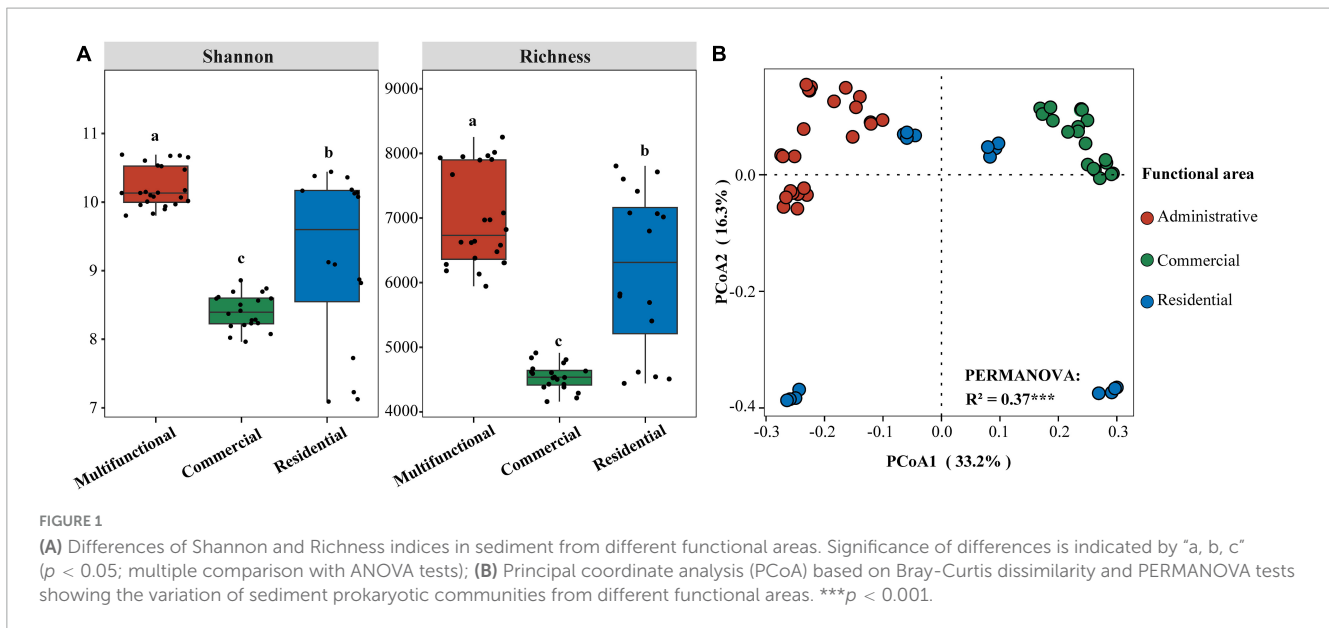 A
Shannon
11
10
9
8
7
a
c
b
Multifunctional
Commercial
Residential
Richness
9000
8000
7000
6000
5000
4000
a
c
b
Multifunctional
Commercial
Residential
B
PCoA2 ( 16.3%)
0.0
-0.2
-0.4
PERMANOVA:
R² = 0.37***
-0.3 -0.2 -0.1 0.0 0.1 0.2 0.3
PCoA1 ( 33.2%)
Functional area
Administrative
Commercial
Residential
FIGURE 1
(A) Differences of Shannon and Richness indices in sediment from different functional areas. Significance of differences is indicated by “a, b, c”
(p < 0.05; multiple comparison with ANOVA tests); (B) Principal coordinate analysis (PCoA) based on Bray-Curtis dissimilarity and PERMANOVA tests
showing the variation of sediment prokaryotic communities from different functional areas. ***p < 0.001.